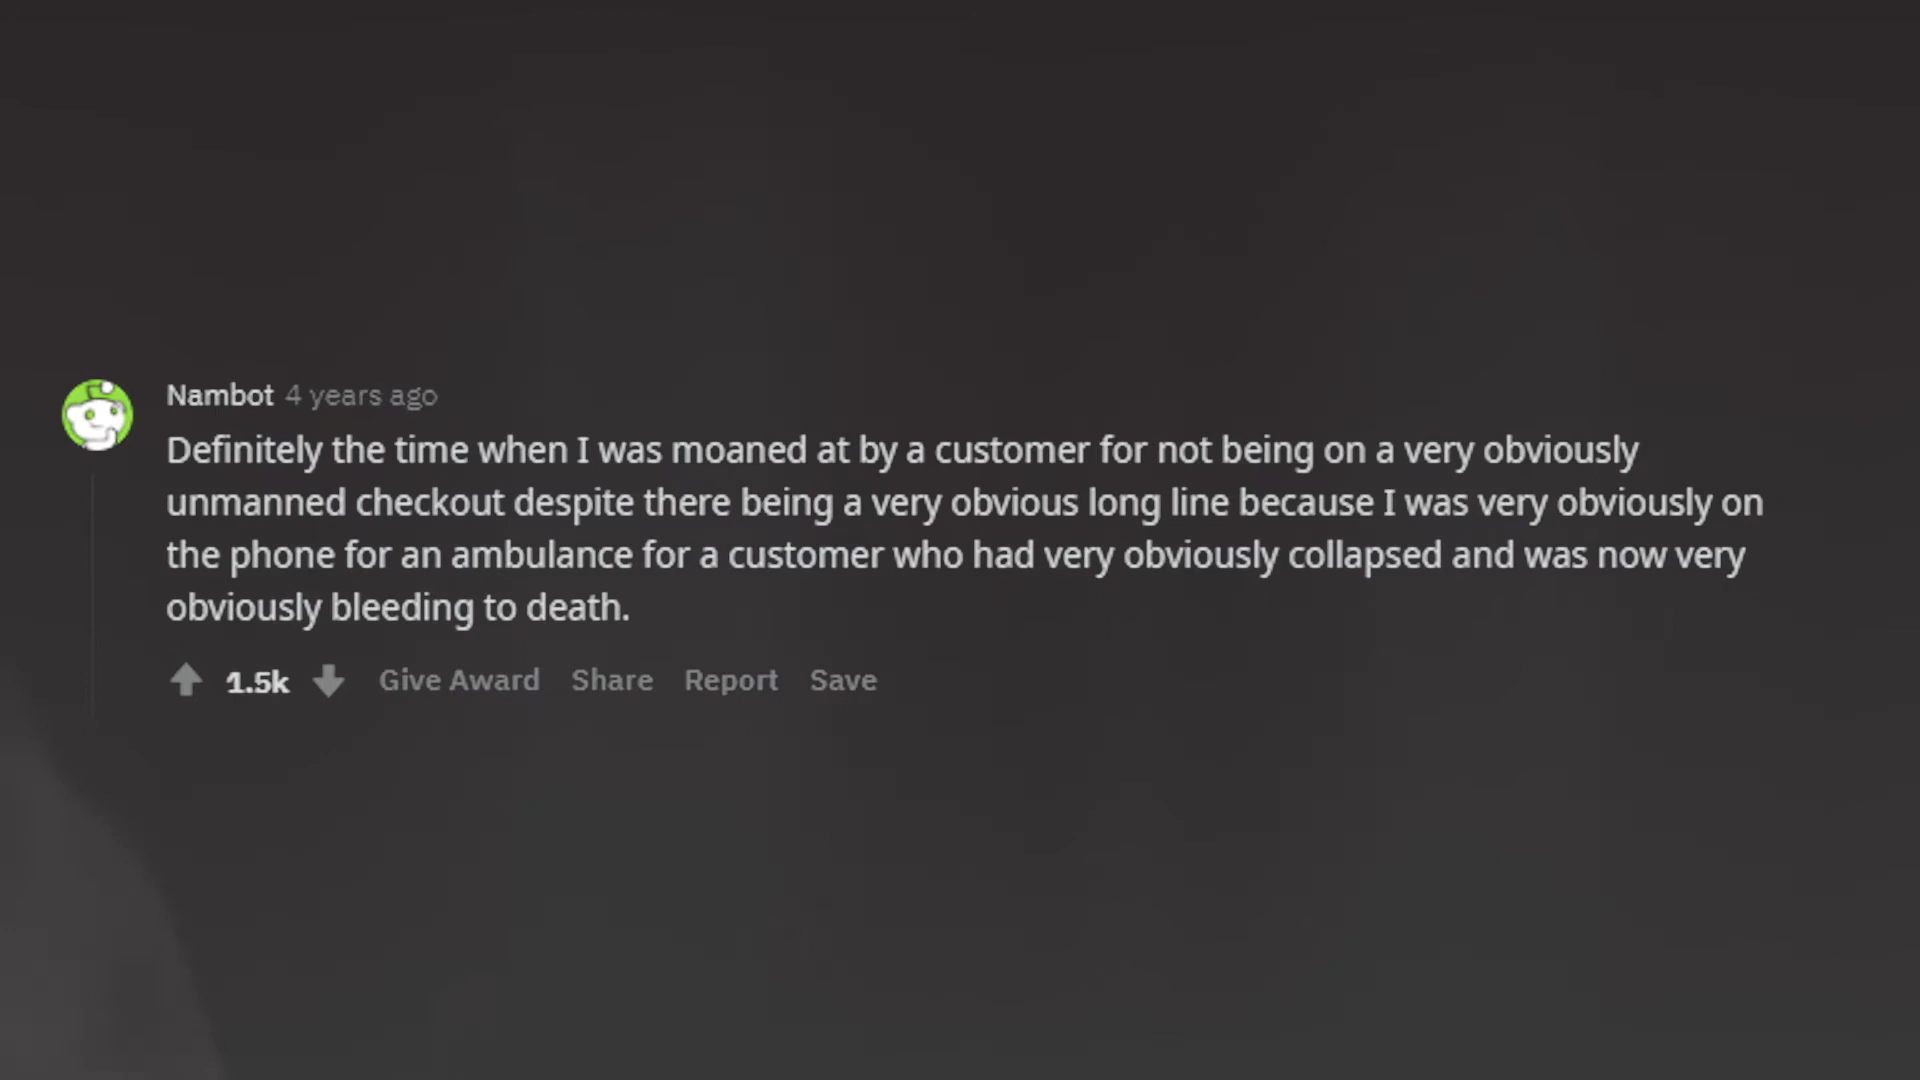 Nambot 4 years ago
Definitely the time when I was moaned at by a customer for not being on a very obviously
unmanned checkout despite there being a very obvious long line because I was very obviously on
the phone for an ambulance for a customer who had very obviously collapsed and was now very
obviously bleeding to death.
1.5k Give Award Share Report Save